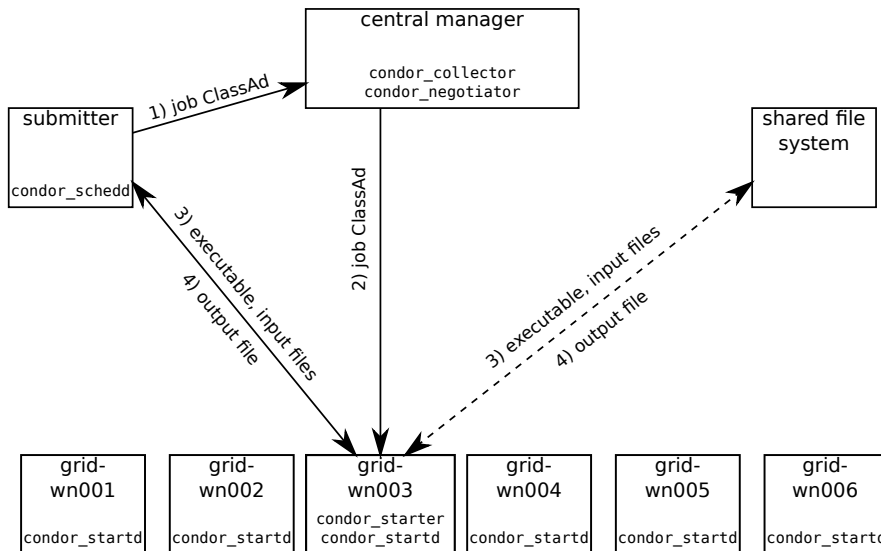 central manager
condor_collector
condor_negotiator
1) job ClassAd
submitter
condor_schedd
shared file
system
2) job ClassAd
3) executable, input files
4) output file
3) executable, input files
4) output file
grid-
wn001
condor_startd
grid-
wn002
condor_startd
grid-
wn003
condor_starter
condor_startd
grid-
wn004
condor_startd
grid-
wn005
condor_startd
grid-
wn006
condor_startd